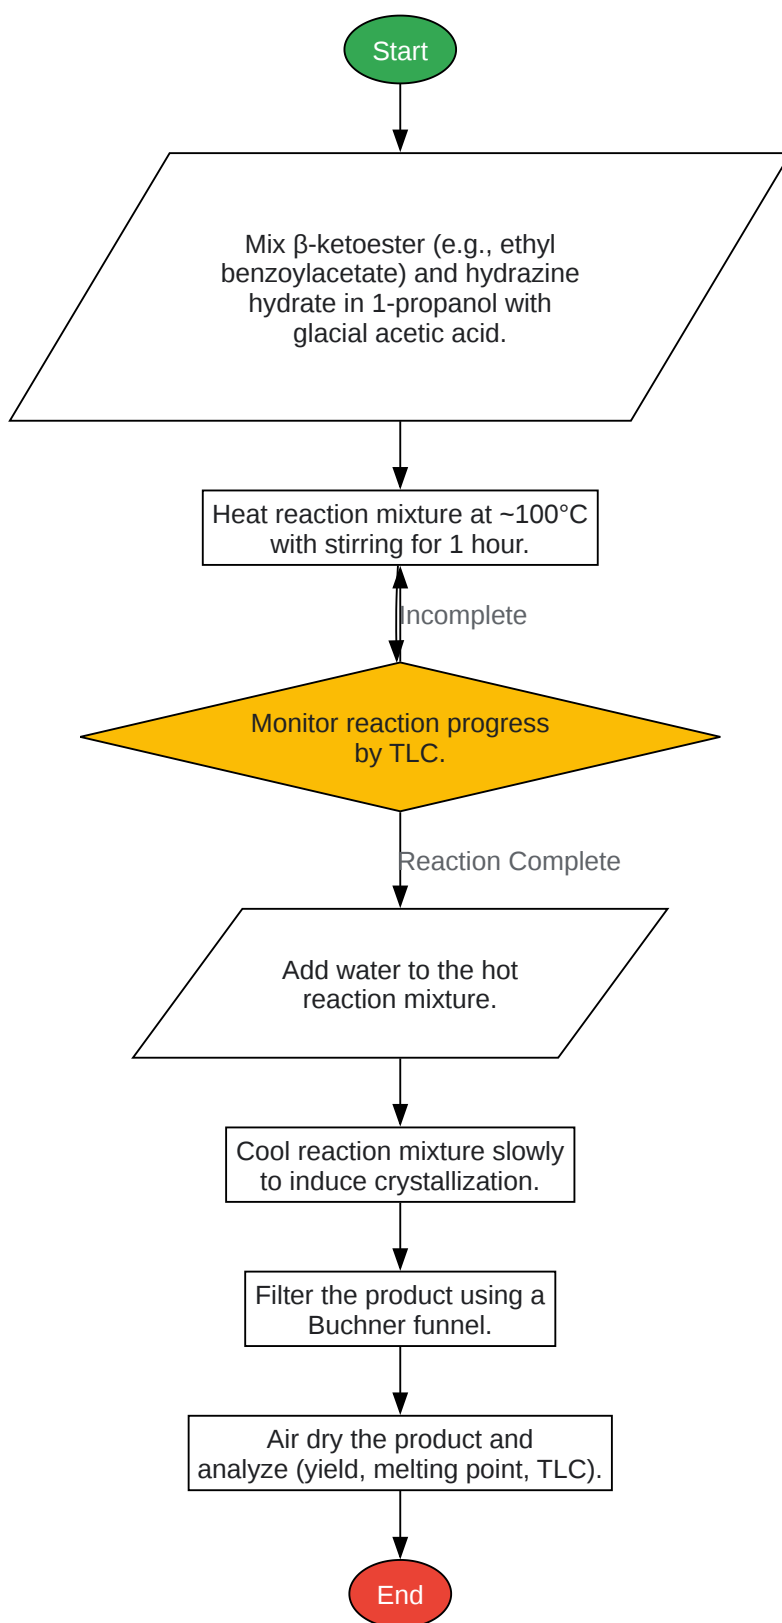 Start
Mix β-ketoester (e.g., ethyl
benzoylacetate) and hydrazine
hydrate in 1-propanol with
glacial acetic acid.
Heat reaction mixture at ~100°C
with stirring for 1 hour.
Incomplete
Monitor reaction progress
by TLC.
Reaction Complete
Add water to the hot
reaction mixture.
Cool reaction mixture slowly
to induce crystallization.
Filter the product using a
Buchner funnel.
Air dry the product and
analyze (yield, melting point, TLC).
End